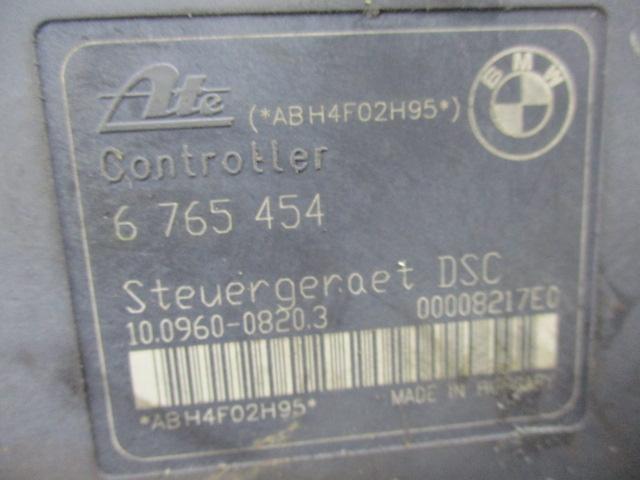 Ate (*ABH4F02H95*) BMW
Controller
6 765 454
Steuergeraet DSC
10.0960-0820.3 00008217E0
*ABH4F02H95* MADE IN HUNGARY